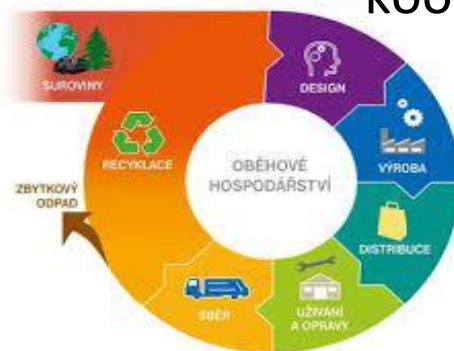 SUROVINY
DESIGN
VÝROBA
DISTRIBUCE
UŽÍVÁNÍ
A OPRAVY
SBĚR
RECYKLACE
ZBYTKOVÝ
ODPAD
OBĚHOVÉ
HOSPODÁŘSTVÍ